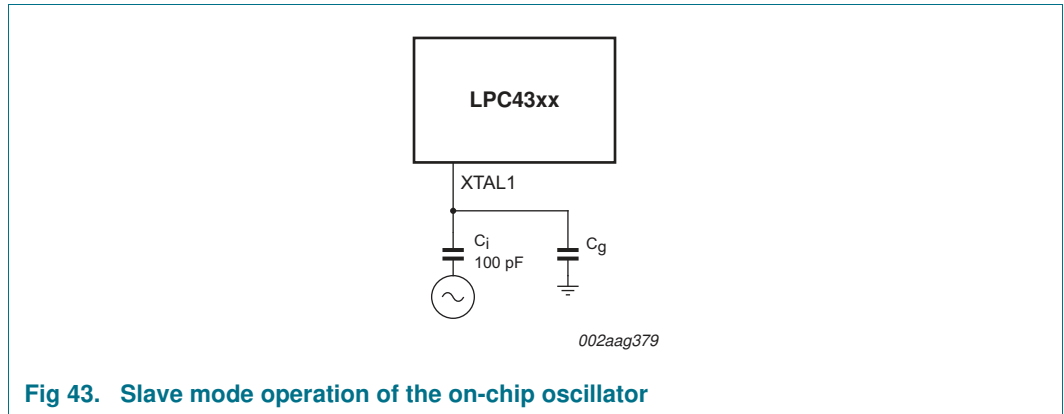 LPC43xx
XTAL1
Ci
100 pF
Cg
002aag379
Fig 43. Slave mode operation of the on-chip oscillator